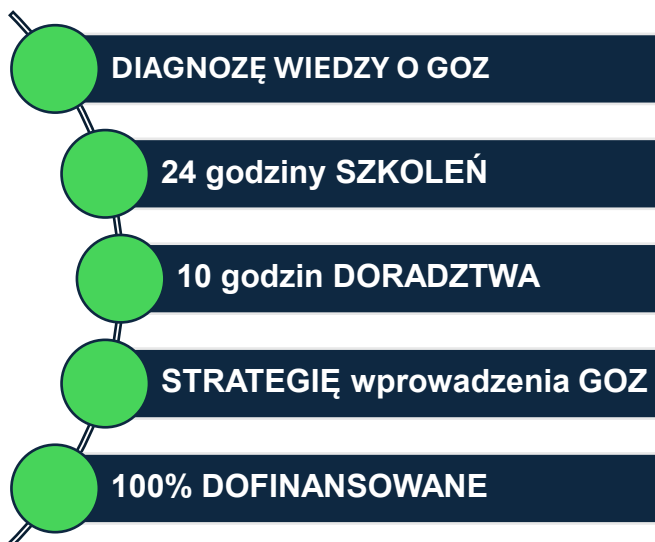 DIAGNOZĘ WIEDZY O GOZ
24 godziny SZKOLEŃ
10 godzin DORADZTWA
STRATEGIĘ wprowadzenia GOZ
100% DOFINANSOWANE